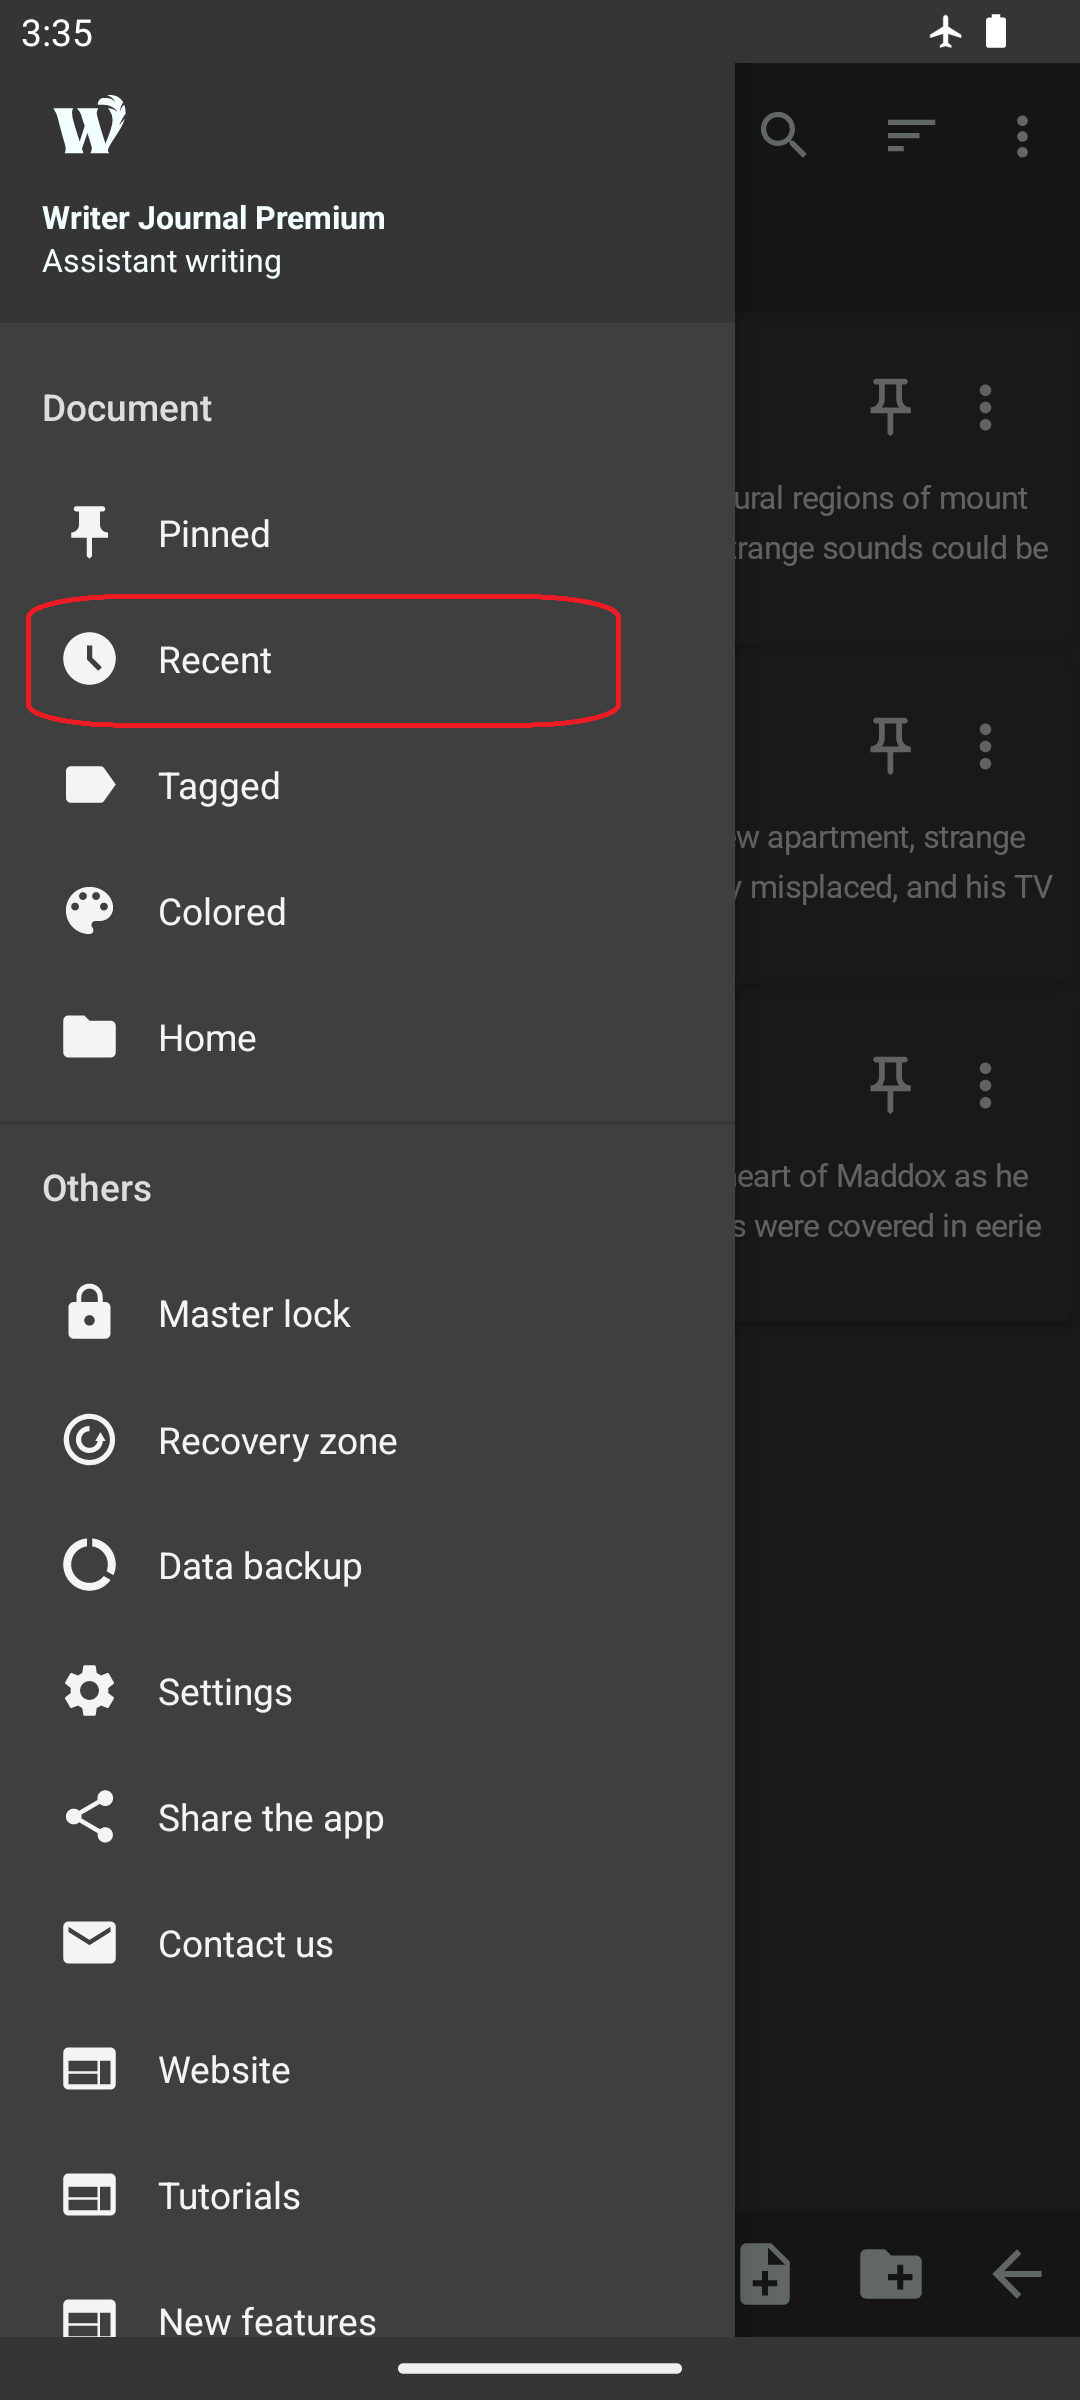 3:35
W
Writer Journal Premium
Assistant writing
Document
Pinned
ural regions of mount
range sounds could be
Recent
Tagged
w apartment, strange
misplaced, and his TV
Colored
Home
Others
eart of Maddox as he
s were covered in eerie
Master lock
Recovery zone
Data backup
Settings
Share the app
Contact us
Website
Tutorials
New features